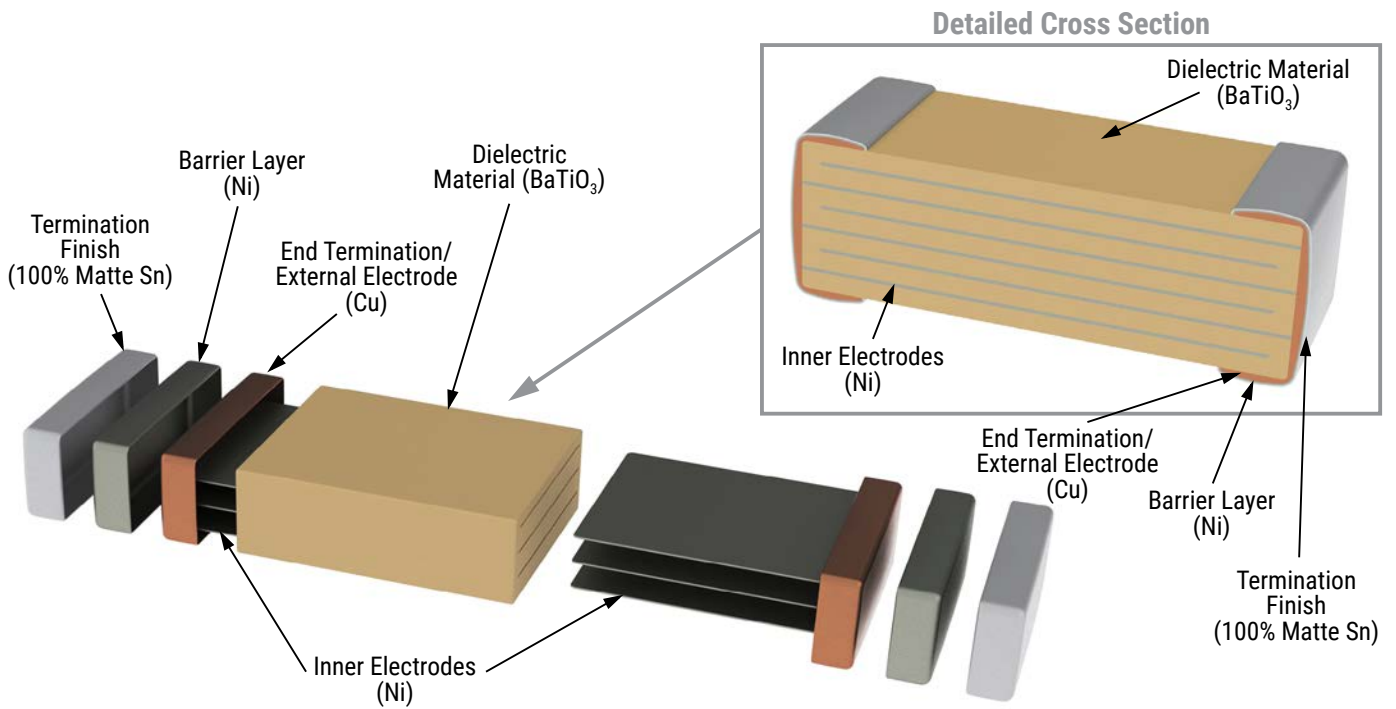 Detailed Cross Section
Dielectric Material
(BaTiO₃)
Inner Electrodes
(Ni)
End Termination/
External Electrode
(Cu)
Barrier Layer
(Ni)
Termination
Finish
(100% Matte Sn)
Termination
Finish
(100% Matte Sn)
Barrier Layer
(Ni)
End Termination/
External Electrode
(Cu)
Dielectric
Material (BaTiO₃)
Inner Electrodes
(Ni)